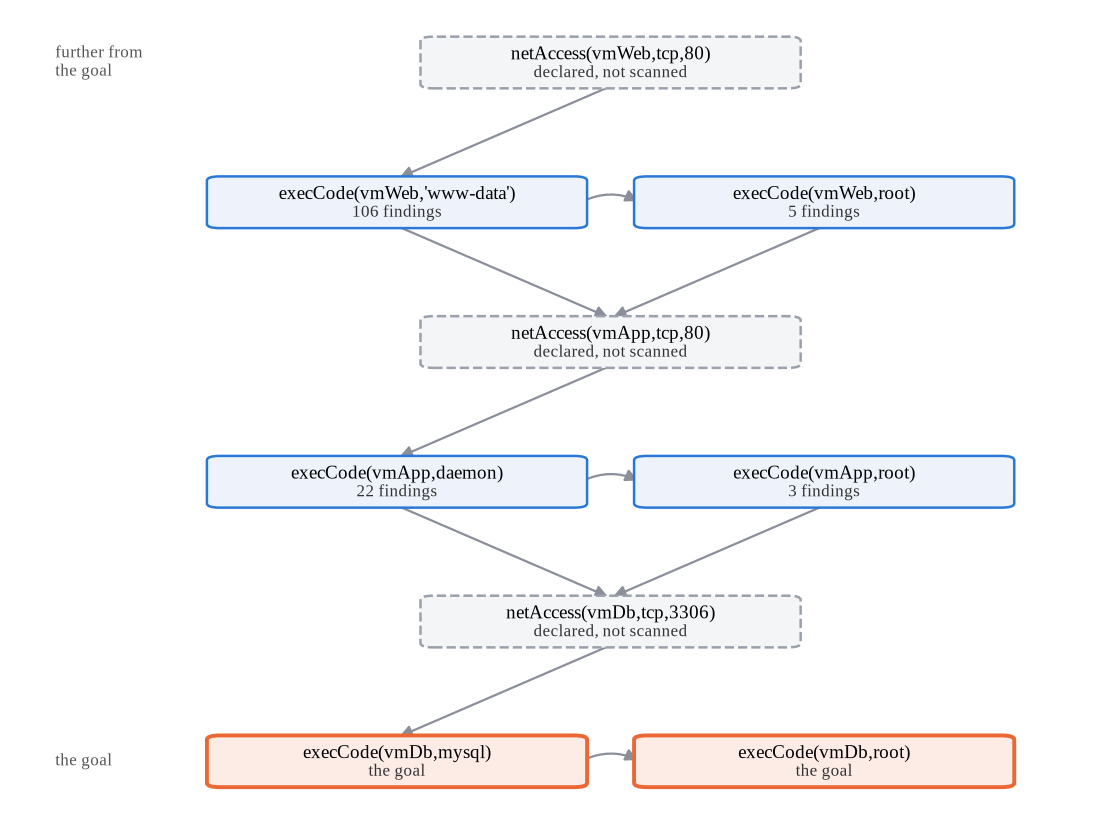 further from
the goal
netAccess(vmWeb,tcp,80)
declared, not scanned
execCode(vmWeb,'www-data')
106 findings
execCode(vmWeb,root)
5 findings
netAccess(vmApp,tcp,80)
declared, not scanned
execCode(vmApp,daemon)
22 findings
execCode(vmApp,root)
3 findings
netAccess(vmDb,tcp,3306)
declared, not scanned
the goal
execCode(vmDb,mysql)
the goal
execCode(vmDb,root)
the goal